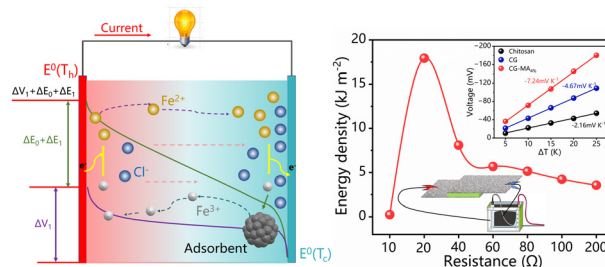 Current
E⁰(Tₕ)
ΔV₁+ΔE₀+ΔE₁
ΔE₀+ΔE₁
ΔV₁
Fe²⁺
Cl⁻
Fe³⁺
e⁻
Adsorbent
E⁰(T꜀)
Energy density (kJ m⁻²)
20
15
10
5
0
10 20 40 60 100 200
Resistance (Ω)
Voltage (mV)
-200
-160
-120
-80
-40
0
Chitosan
CG
CG-MA₄%
-7.24mV K⁻¹
-4.67mV K⁻¹
-2.16mV K⁻¹
5 10 15 20 25
ΔT (K)